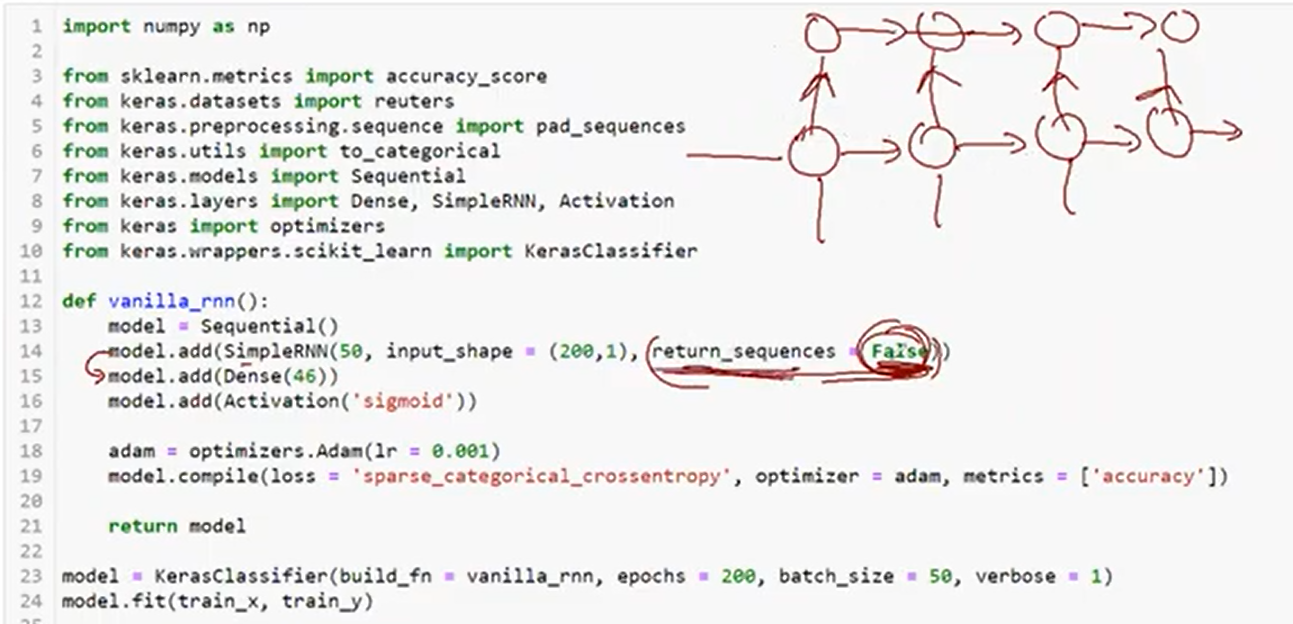 1 import numpy as np
2
3 from sklearn.metrics import accuracy_score
4 from keras.datasets import reuters
5 from keras.preprocessing.sequence import pad_sequences
6 from keras.utils import to_categorical
7 from keras.models import Sequential
8 from keras.layers import Dense, SimpleRNN, Activation
9 from keras import optimizers
10 from keras.wrappers.scikit_learn import KerasClassifier
11
12 def vanilla_rnn():
13     model = Sequential()
14     model.add(SimpleRNN(50, input_shape = (200,1), return_sequences = False))
15     model.add(Dense(46))
16     model.add(Activation('sigmoid'))
17
18     adam = optimizers.Adam(lr = 0.001)
19     model.compile(loss = 'sparse_categorical_crossentropy', optimizer = adam, metrics = ['accuracy'])
20
21     return model
22
23 model = KerasClassifier(build_fn = vanilla_rnn, epochs = 200, batch_size = 50, verbose = 1)
24 model.fit(train_x, train_y)